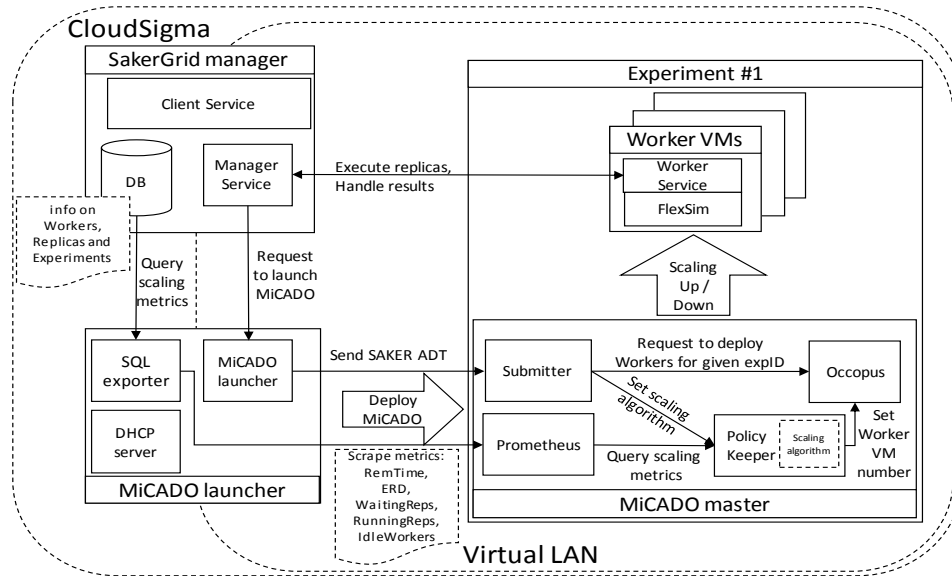 CloudSigma
SakerGrid manager
Client Service
DB
Manager
Service
info on
Workers,
Replicas and
Experiments
Query
scaling
metrics
Request
to launch
MiCADO
Execute replicas,
Handle results
Experiment #1
Worker VMs
Worker
Service
FlexSim
Scaling
Up /
Down
SQL
exporter
MiCADO
launcher
DHCP
server
MiCADO launcher
Send SAKER ADT
Deploy
MiCADO
Scrape metrics:
RemTime,
ERD,
WaitingReps,
RunningReps,
IdleWorkers
Submitter
Request to deploy
Workers for given expID
Occopus
Set scaling
algorithm
Prometheus
Query scaling
metrics
Policy
Keeper
Scaling
algorithm
Set
Worker
VM
number
MiCADO master
Virtual LAN